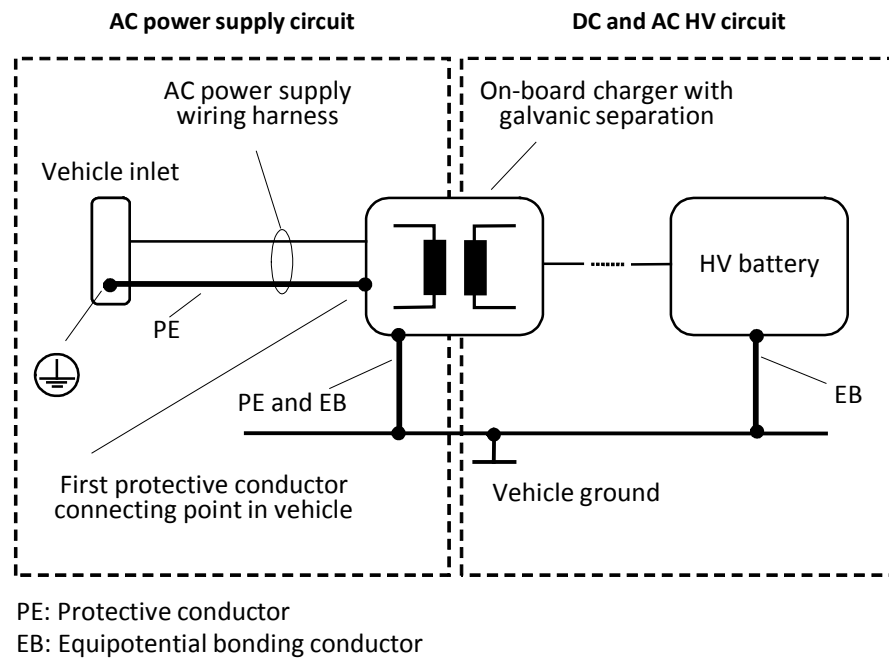 AC power supply circuit
DC and AC HV circuit
AC power supply
wiring harness
On-board charger with
galvanic separation
Vehicle inlet
HV battery
PE
PE and EB
EB
First protective conductor
connecting point in vehicle
Vehicle ground
PE: Protective conductor
EB: Equipotential bonding conductor